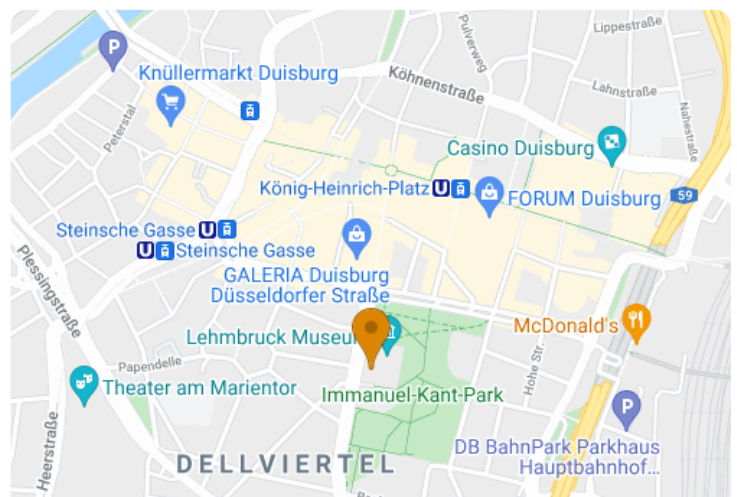 Lippestraße
Pulverweg
P
Knüllermarkt Duisburg
Köhnenstraße
Lahnstraße
Nahestraße
Peterstal
Casino Duisburg
König-Heinrich-Platz U
FORUM Duisburg
59
Steinsche Gasse U
U Steinsche Gasse
GALERIA Duisburg
Düsseldorfer Straße
Plessingstraße
McDonald's
Lehmbruck Museu
Papendelle
Hohe Str.
Theater am Marientor
Immanuel-Kant-Park
P
Heerstraße
DB BahnPark Parkhaus
Hauptbahnhof...
DELLVIERTEL